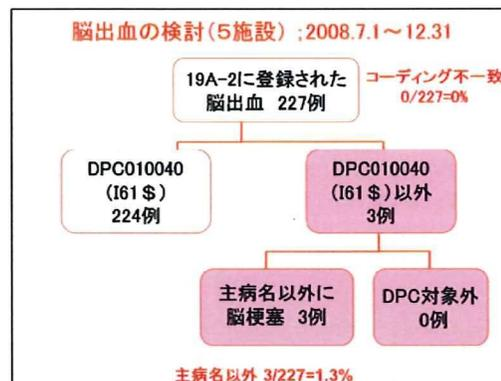 脳出血の検討(5施設) ;2008.7.1～12.31
19A-2に登録された
脳出血 227例
コーディング不一致
0/227=0%
DPC010040
(I61$)
224例
DPC010040
(I61$)以外
3例
主病名以外に
脳梗塞 3例
DPC対象外
0例
主病名以外 3/227=1.3%